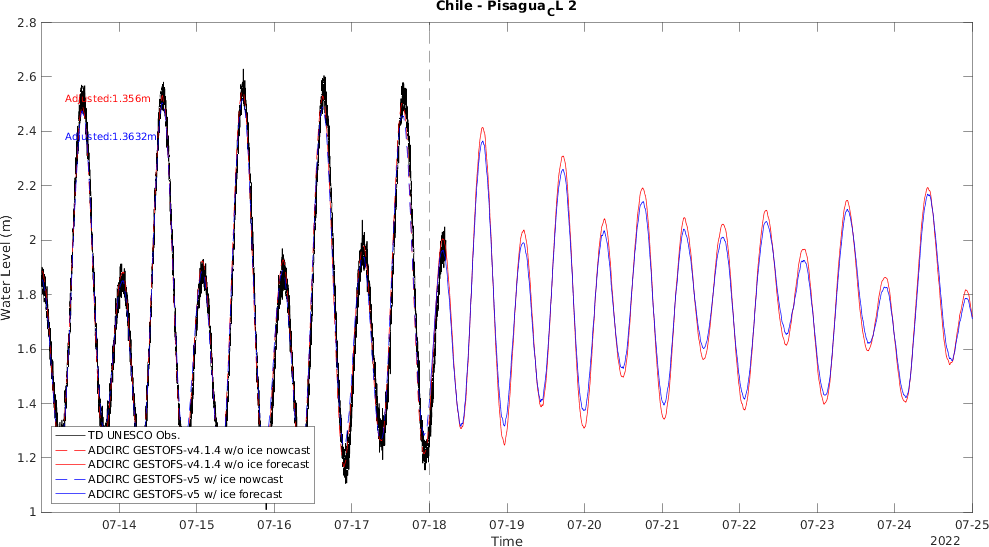 Chile - Pisagua_CL 2
2.8
2.6
2.4
2.2
2
1.8
1.6
1.4
1.2
1
Water Level (m)
Adjusted:1.356m
Adjusted:1.3632m
TD UNESCO Obs.
ADCIRC GESTOFS-v4.1.4 w/o ice nowcast
ADCIRC GESTOFS-v4.1.4 w/o ice forecast
ADCIRC GESTOFS-v5 w/ ice nowcast
ADCIRC GESTOFS-v5 w/ ice forecast
07-14 07-15 07-16 07-17 07-18 07-19 07-20 07-21 07-22 07-23 07-24 07-25
Time
2022